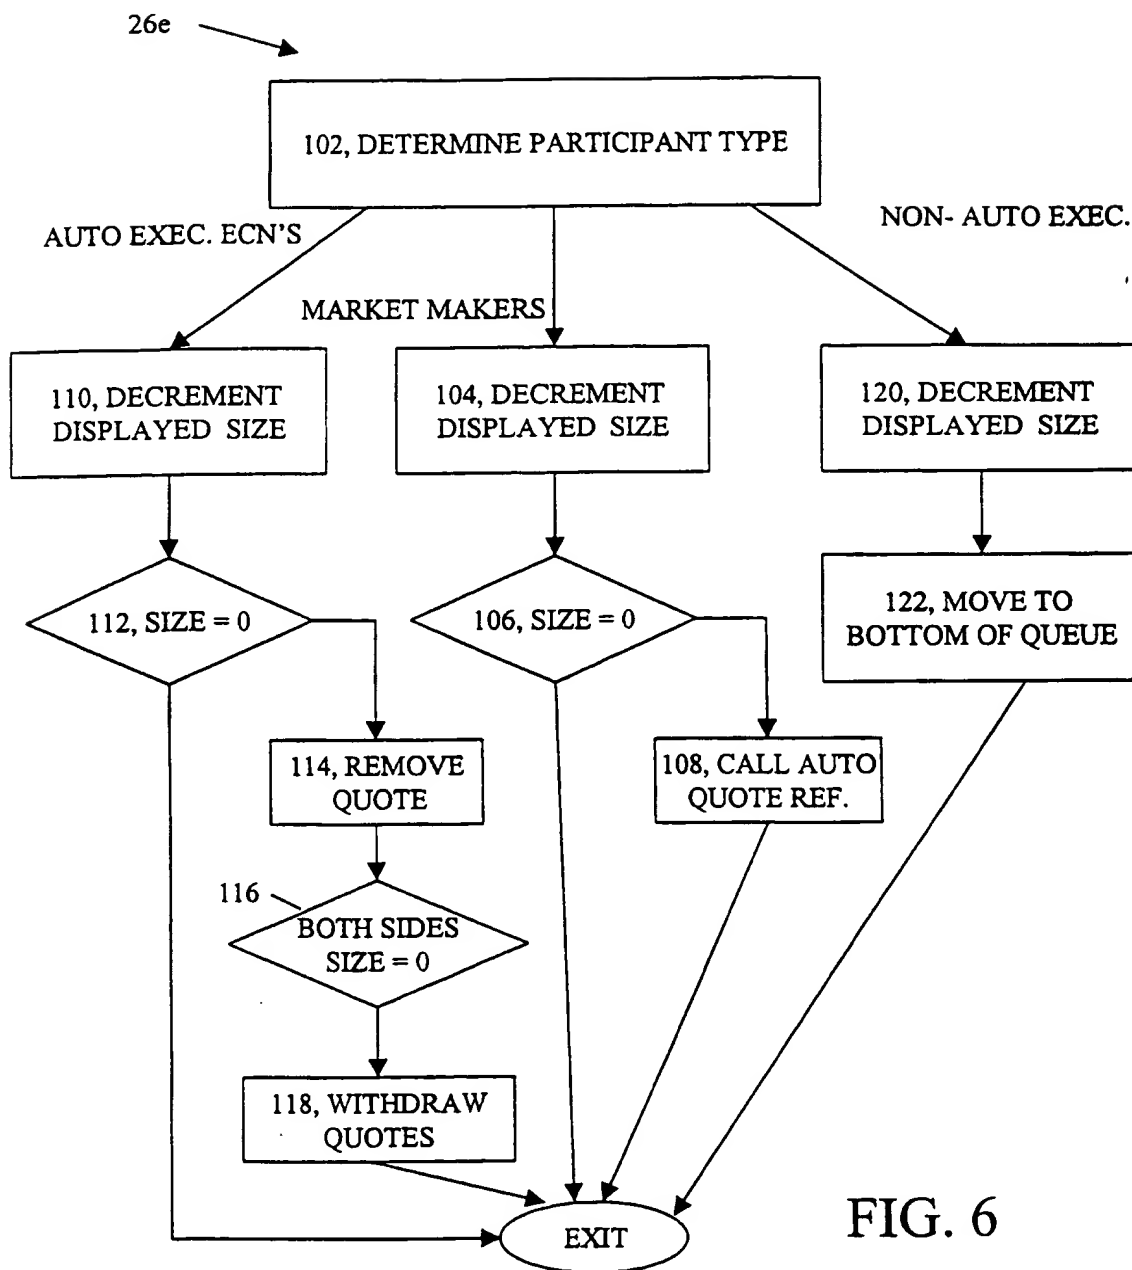 26e
102, DETERMINE PARTICIPANT TYPE
AUTO EXEC. ECN'S
MARKET MAKERS
NON- AUTO EXEC.
110, DECREMENT
DISPLAYED SIZE
104, DECREMENT
DISPLAYED SIZE
120, DECREMENT
DISPLAYED SIZE
112, SIZE = 0
106, SIZE = 0
122, MOVE TO
BOTTOM OF QUEUE
114, REMOVE
QUOTE
108, CALL AUTO
QUOTE REF.
116
BOTH SIDES
SIZE = 0
118, WITHDRAW
QUOTES
EXIT
FIG. 6